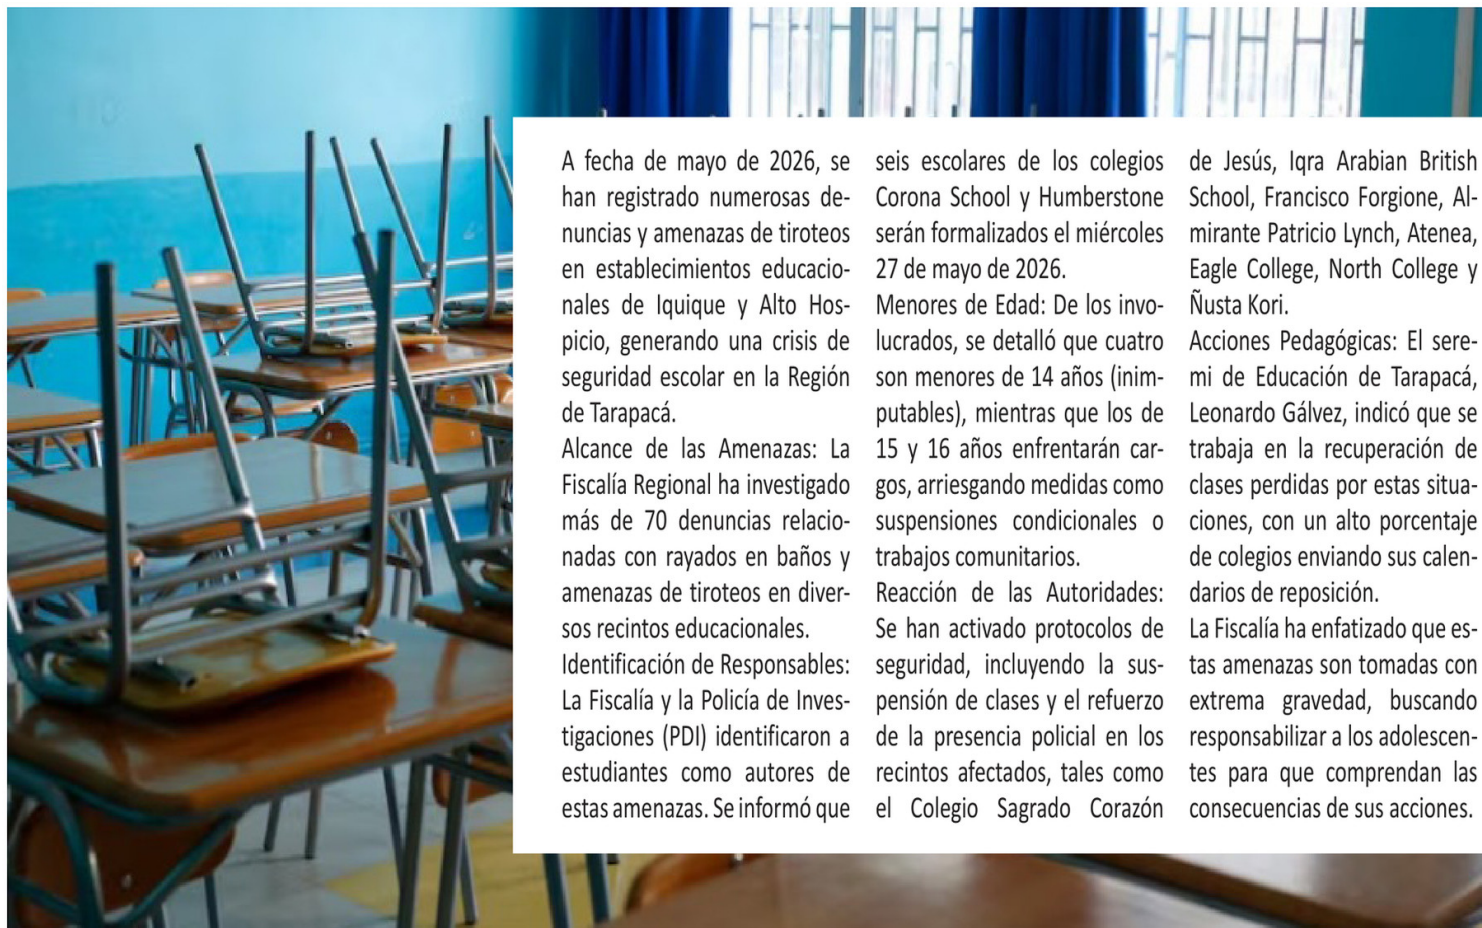 A fecha de mayo de 2026, se
han registrado numerosas de-
nuncias y amenazas de tiroteos
en establecimientos educacio-
nales de Iquique y Alto Hos-
picio, generando una crisis de
seguridad escolar en la Región
de Tarapacá.
Alcance de las Amenazas: La
Fiscalía Regional ha investigado
más de 70 denuncias relacio-
nadas con rayados en baños y
amenazas de tiroteos en diver-
sos recintos educacionales.
Identificación de Responsables:
La Fiscalía y la Policía de Inves-
tigaciones (PDI) identificaron a
estudiantes como autores de
estas amenazas. Se informó que
seis escolares de los colegios
Corona School y Humberstone
serán formalizados el miércoles
27 de mayo de 2026.
Menores de Edad: De los invo-
lucrados, se detalló que cuatro
son menores de 14 años (inim-
putables), mientras que los de
15 y 16 años enfrentarán car-
gos, arriesgando medidas como
suspensiones condicionales o
trabajos comunitarios.
Reacción de las Autoridades:
Se han activado protocolos de
seguridad, incluyendo la sus-
pensión de clases y el refuerzo
de la presencia policial en los
recintos afectados, tales como
el Colegio Sagrado Corazón
de Jesús, Iqra Arabian British
School, Francisco Forgione, Al-
mirante Patricio Lynch, Atenea,
Eagle College, North College y
Ñusta Kori.
Acciones Pedagógicas: El sere-
mi de Educación de Tarapacá,
Leonardo Gálvez, indicó que se
trabaja en la recuperación de
clases perdidas por estas situa-
ciones, con un alto porcentaje
de colegios enviando sus calen-
darios de reposición.
La Fiscalía ha enfatizado que es-
tas amenazas son tomadas con
extrema gravedad, buscando
responsabilizar a los adolescen-
tes para que comprendan las
consecuencias de sus acciones.